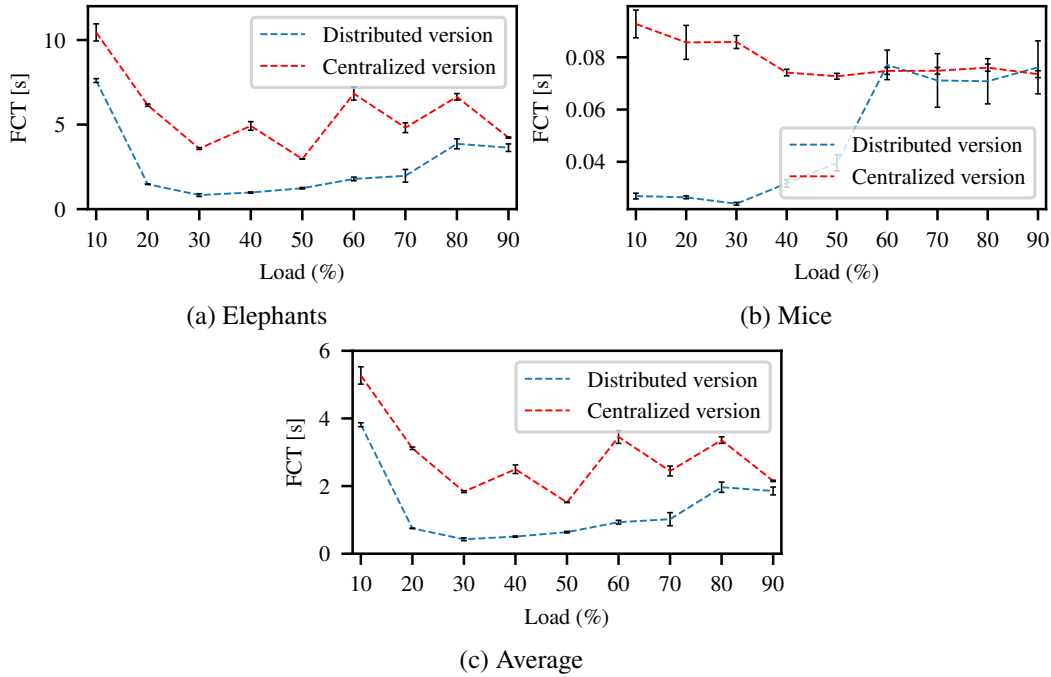 FCT [s]
10
5
0
Distributed version
Centralized version
10 20 30 40 50 60 70 80 90
Load (%)
(a) Elephants
FCT [s]
0.08
0.06
0.04
Distributed version
Centralized version
10 20 30 40 50 60 70 80 90
Load (%)
(b) Mice
FCT [s]
6
4
2
0
Distributed version
Centralized version
10 20 30 40 50 60 70 80 90
Load (%)
(c) Average